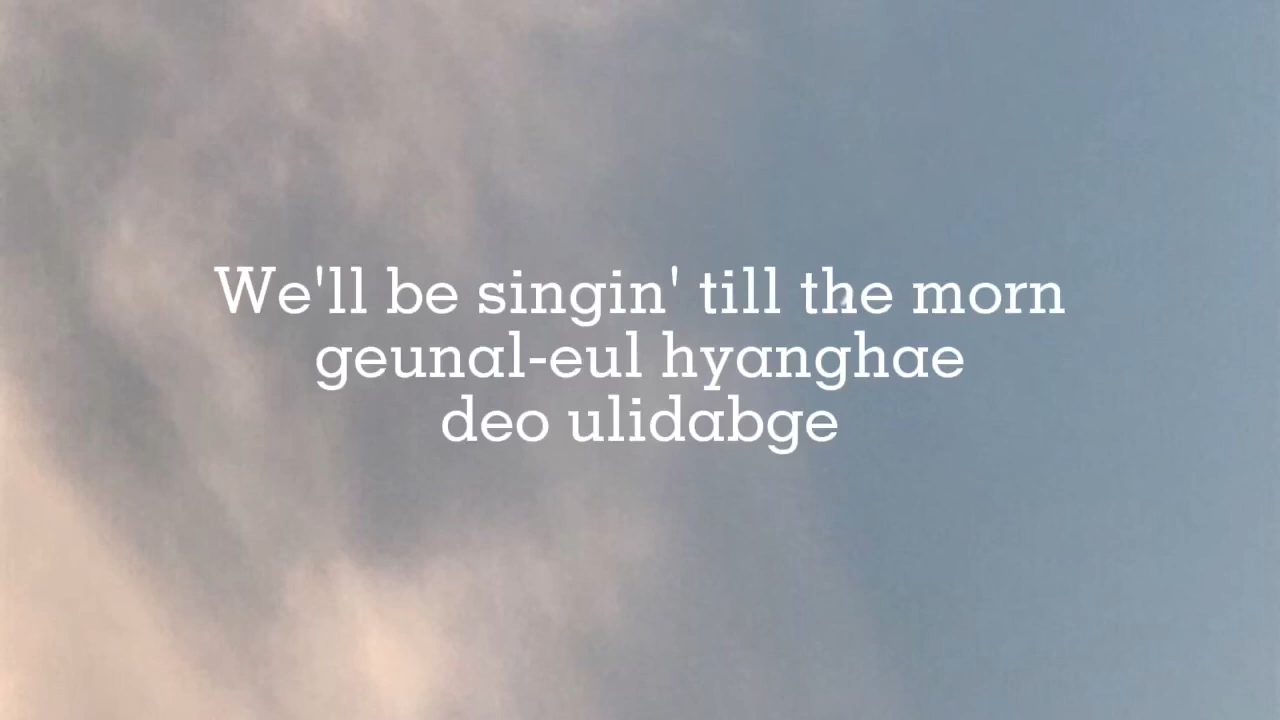 We'll be singin' till the morn
geunal-eul hyanghae
deo ulidabge